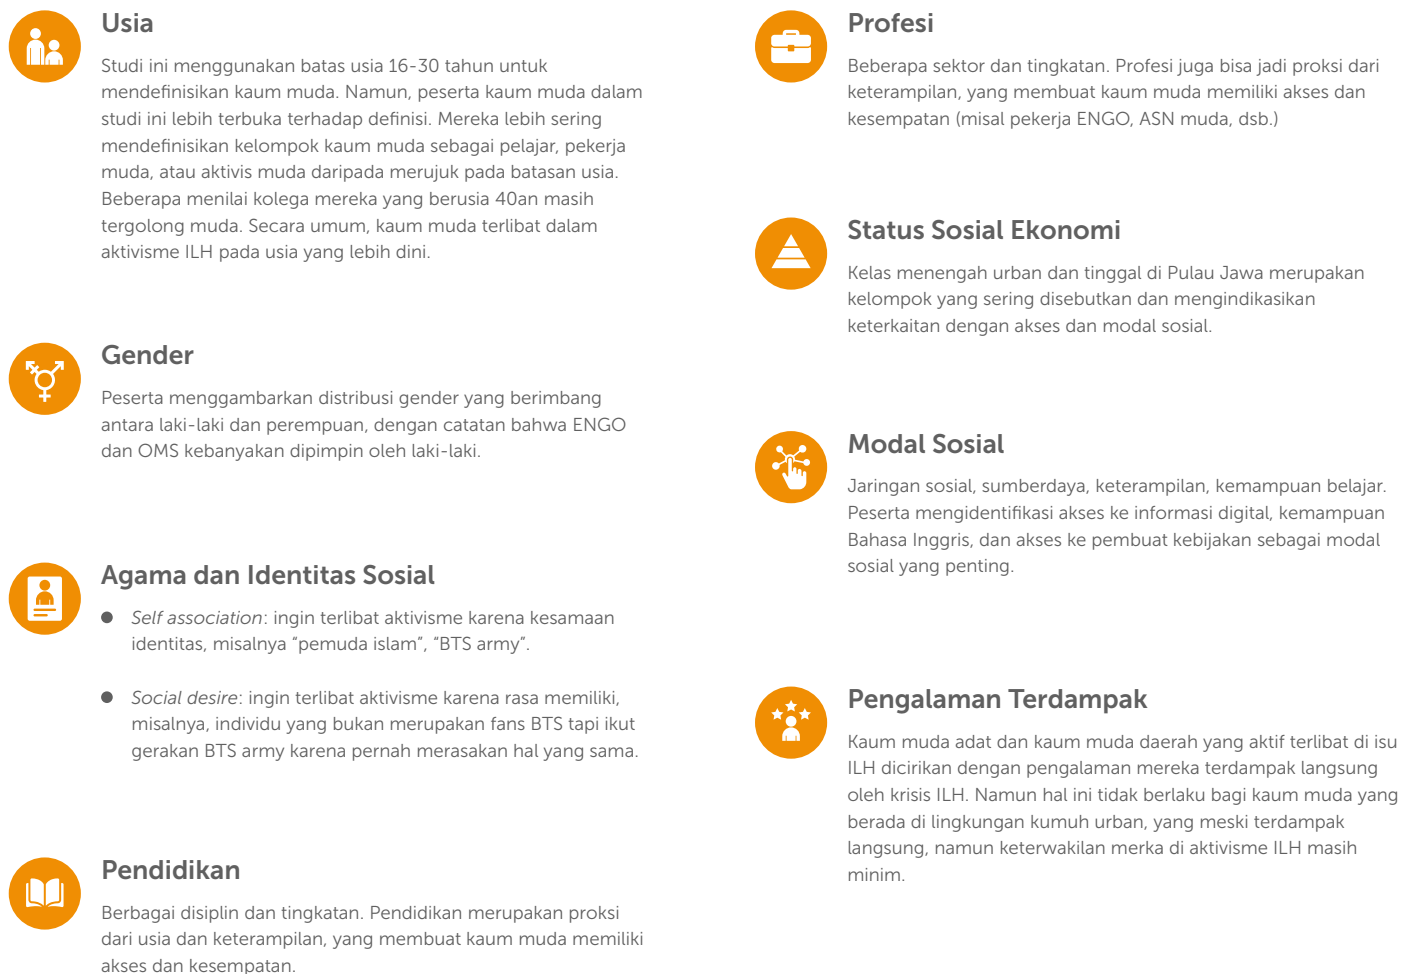 Usia
Studi ini menggunakan batas usia 16-30 tahun untuk
mendefinisikan kaum muda. Namun, peserta kaum muda dalam
studi ini lebih terbuka terhadap definisi. Mereka lebih sering
mendefinisikan kelompok kaum muda sebagai pelajar, pekerja
muda, atau aktivis muda daripada merujuk pada batasan usia.
Beberapa menilai kolega mereka yang berusia 40an masih
tergolong muda. Secara umum, kaum muda terlibat dalam
aktivisme ILH pada usia yang lebih dini.
Gender
Peserta menggambarkan distribusi gender yang berimbang
antara laki-laki dan perempuan, dengan catatan bahwa ENGO
dan OMS kebanyakan dipimpin oleh laki-laki.
Agama dan Identitas Sosial
● Self association: ingin terlibat aktivisme karena kesamaan
identitas, misalnya “pemuda islam”, “BTS army”.
● Social desire: ingin terlibat aktivisme karena rasa memiliki,
misalnya, individu yang bukan merupakan fans BTS tapi ikut
gerakan BTS army karena pernah merasakan hal yang sama.
Pendidikan
Berbagai disiplin dan tingkatan. Pendidikan merupakan proksi
dari usia dan keterampilan, yang membuat kaum muda memiliki
akses dan kesempatan.
Profesi
Beberapa sektor dan tingkatan. Profesi juga bisa jadi proksi dari
keterampilan, yang membuat kaum muda memiliki akses dan
kesempatan (misal pekerja ENGO, ASN muda, dsb.)
Status Sosial Ekonomi
Kelas menengah urban dan tinggal di Pulau Jawa merupakan
kelompok yang sering disebutkan dan mengindikasikan
keterkaitan dengan akses dan modal sosial.
Modal Sosial
Jaringan sosial, sumberdaya, keterampilan, kemampuan belajar.
Peserta mengidentifikasi akses ke informasi digital, kemampuan
Bahasa Inggris, dan akses ke pembuat kebijakan sebagai modal
sosial yang penting.
Pengalaman Terdampak
Kaum muda adat dan kaum muda daerah yang aktif terlibat di isu
ILH dicirikan dengan pengalaman mereka terdampak langsung
oleh krisis ILH. Namun hal ini tidak berlaku bagi kaum muda yang
berada di lingkungan kumuh urban, yang meski terdampak
langsung, namun keterwakilan merka di aktivisme ILH masih
minim.